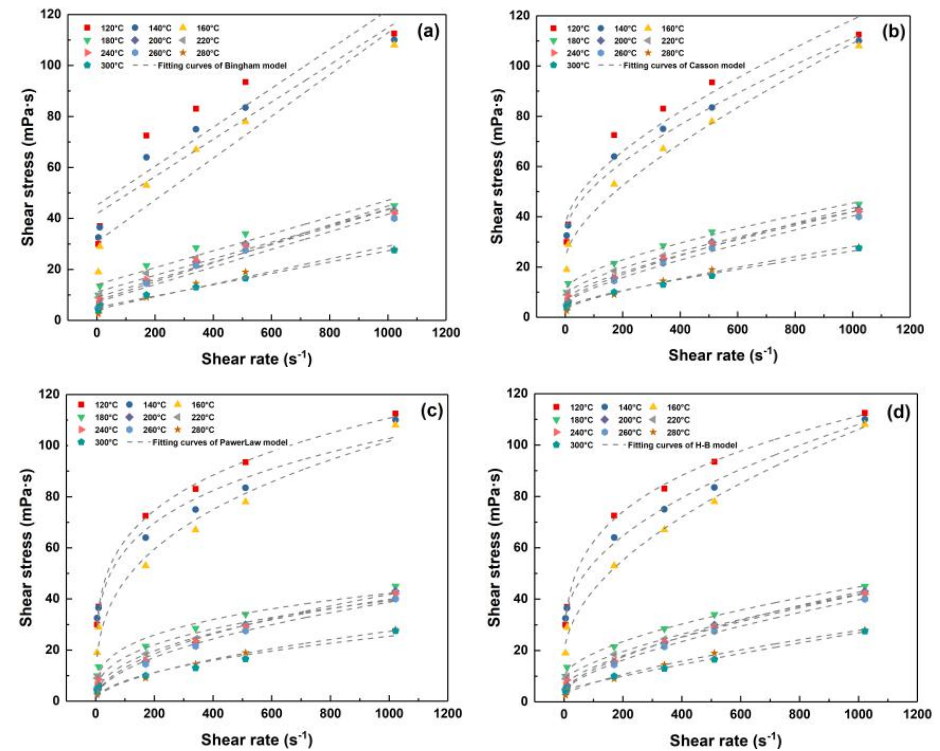 120
100
80
60
40
20
0
Shear stress (mPa·s)
120°C 140°C 160°C
180°C 200°C 220°C
240°C 260°C 280°C
300°C Fitting curves of Bingham model
(a)
0 200 400 600 800 1000 1200
Shear rate (s⁻¹)
120
100
80
60
40
20
0
Shear stress (mPa·s)
120°C 140°C 160°C
180°C 200°C 220°C
240°C 260°C 280°C
300°C Fitting curves of Casson model
(b)
0 200 400 600 800 1000 1200
Shear rate (s⁻¹)
120
100
80
60
40
20
0
Shear stress (mPa·s)
120°C 140°C 160°C
180°C 200°C 220°C
240°C 260°C 280°C
300°C Fitting curves of PawerLaw model
(c)
0 200 400 600 800 1000 1200
Shear rate (s⁻¹)
120
100
80
60
40
20
0
Shear stress (mPa·s)
120°C 140°C 160°C
180°C 200°C 220°C
240°C 260°C 280°C
300°C Fitting curves of H-B model
(d)
0 200 400 600 800 1000 1200
Shear rate (s⁻¹)